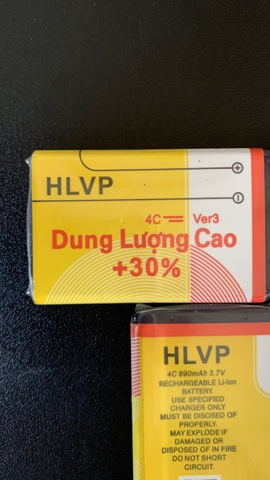 HLVP
4C Ver3
Dung Lượng Cao
+30%
HLVP
4C 890mAh 3.7V
RECHARGEABLE Li-Ion
BATTERY.
USE SPECIFIED
CHARGER ONLY
MUST BE DISOSED OF
PROPERLY.
MAY EXPLODE IF
DAMAGED OR
DISPOSED OF IN FIRE
DO NOT SHORT
CIRCUIT.